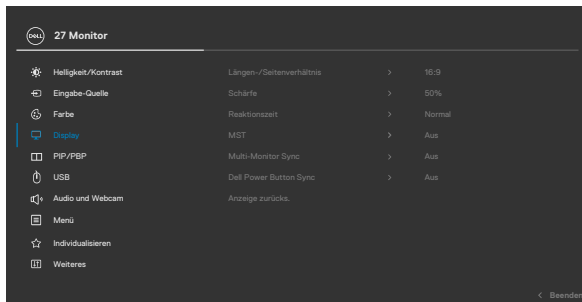 DELL 27 Monitor
Helligkeit/Kontrast Längen-/Seitenverhältnis > 16:9
Eingabe-Quelle Schärfe > 50%
Farbe Reaktionszeit > Normal
Display MST > Aus
PIP/PBP Multi-Monitor Sync > Aus
USB Dell Power Button Sync > Aus
Audio und Webcam Anzeige zurücks.
Menü
Individualisieren
Weiteres
< Beenden